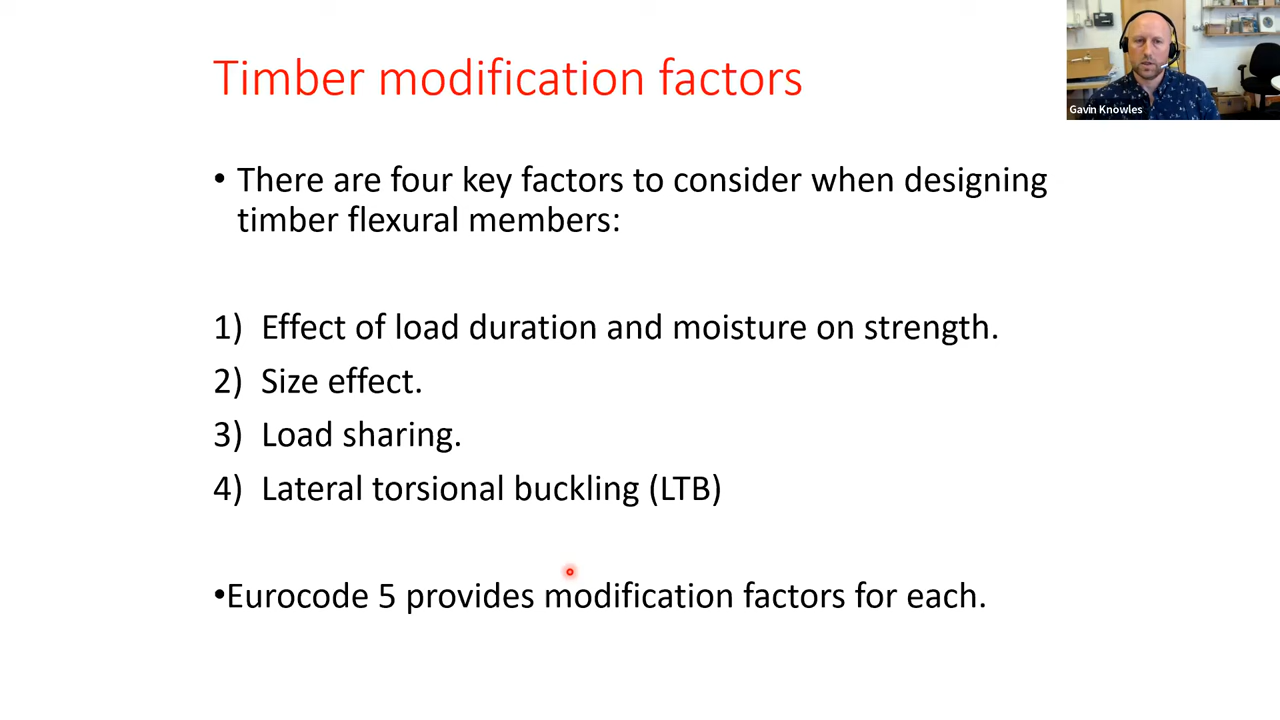 Timber modification factors
Gavin Knowles
• There are four key factors to consider when designing
timber flexural members:
1) Effect of load duration and moisture on strength.
2) Size effect.
3) Load sharing.
4) Lateral torsional buckling (LTB)
•Eurocode 5 provides modification factors for each.